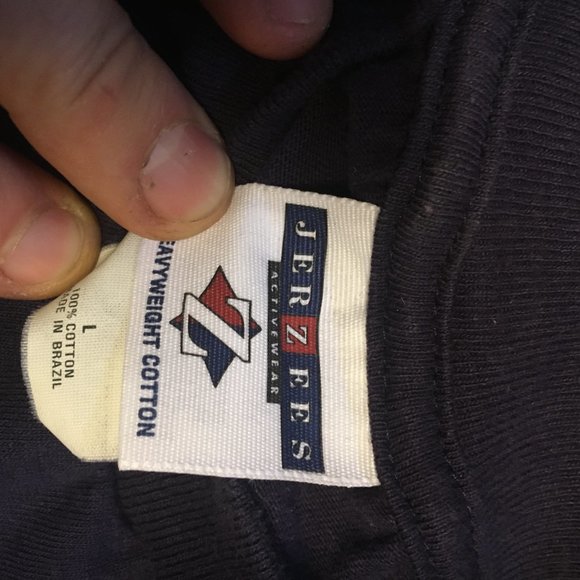 JERZEES
ACTIVEWEAR
Z
HEAVYWEIGHT COTTON
L
100% COTTON
MADE IN BRAZIL